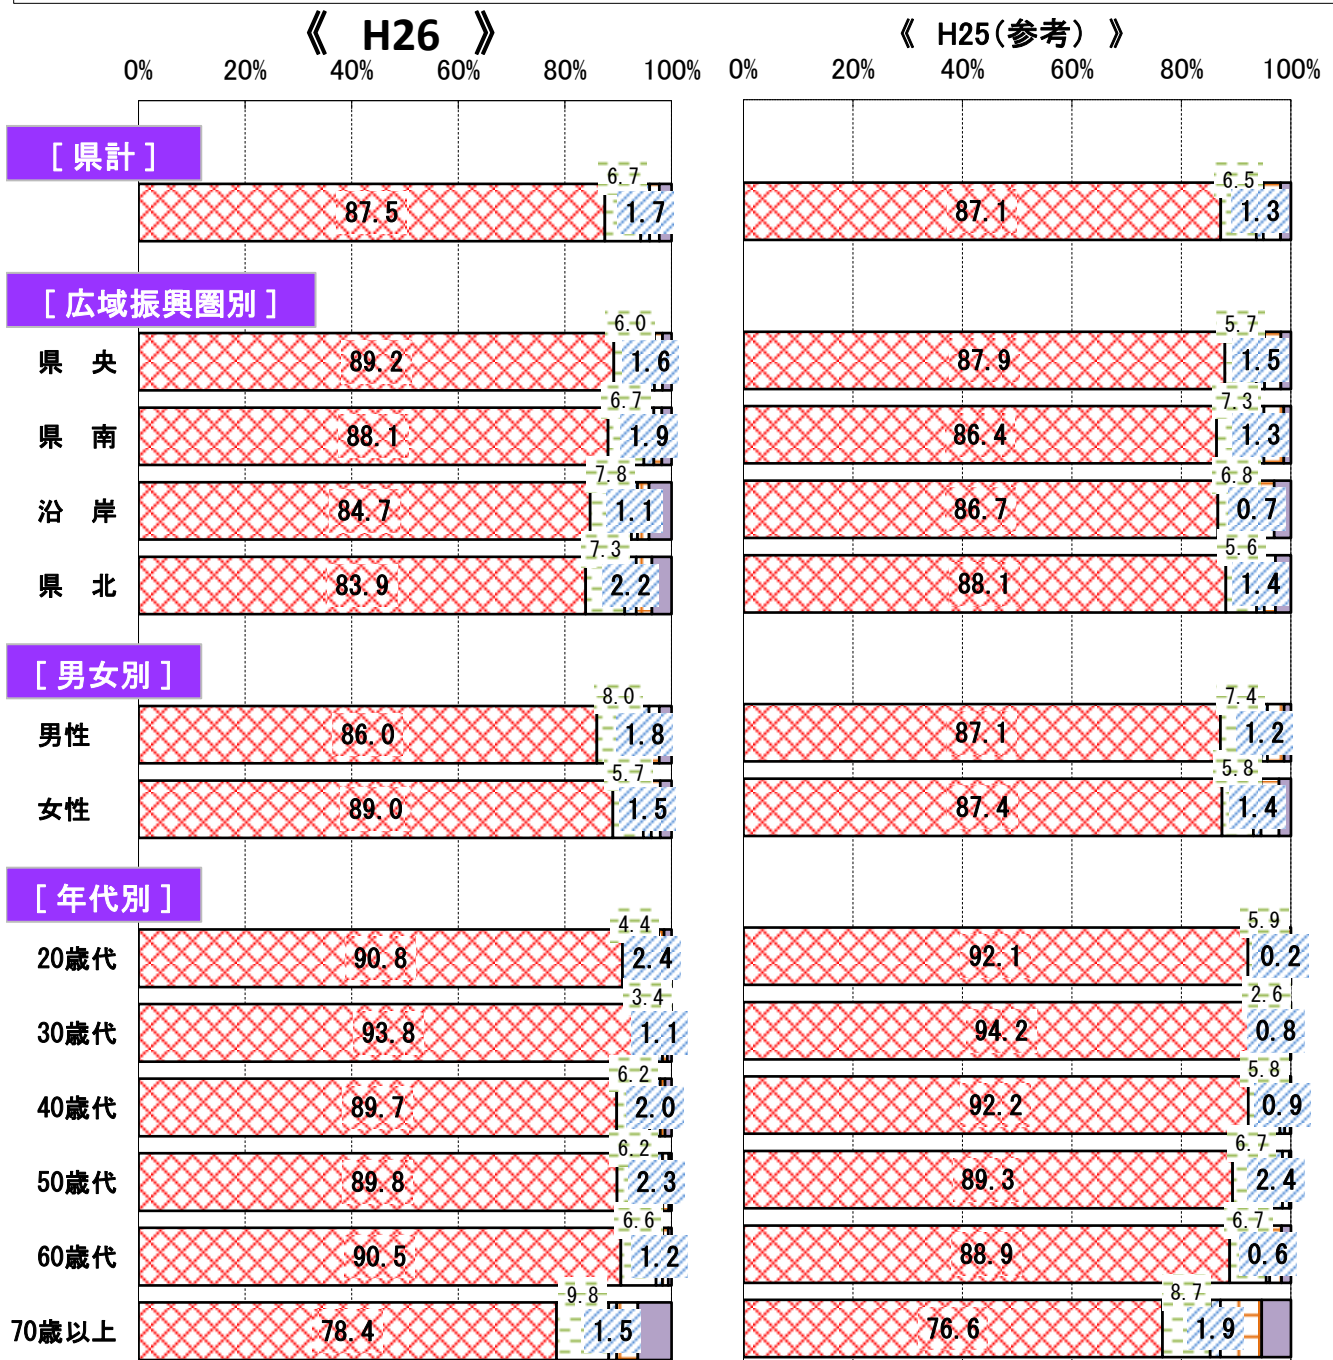 《 H26 》 《 H25(参考) 》
0% 20% 40% 60% 80% 100% 0% 20% 40% 60% 80% 100%
[ 県計 ]
6.7 6.5
87.5 1.7 87.1 1.3
[ 広域振興圏別 ]
6.0 5.7
県 央 89.2 1.6 87.9 1.5
6.7 7.3
県 南 88.1 1.9 86.4 1.3
7.8 6.8
沿 岸 84.7 1.1 86.7 0.7
7.3 5.6
県 北 83.9 2.2 88.1 1.4
[ 男女別 ]
8.0 7.4
男性 86.0 1.8 87.1 1.2
5.7 5.8
女性 89.0 1.5 87.4 1.4
[ 年代別 ]
4.4 5.9
20歳代 90.8 2.4 92.1 0.2
3.4 2.6
30歳代 93.8 1.1 94.2 0.8
6.2 5.8
40歳代 89.7 2.0 92.2 0.9
6.2 6.7
50歳代 89.8 2.3 89.3 2.4
6.6 6.7
60歳代 90.5 1.2 88.9 0.6
9.8 8.7
70歳以上 78.4 1.5 76.6 1.9